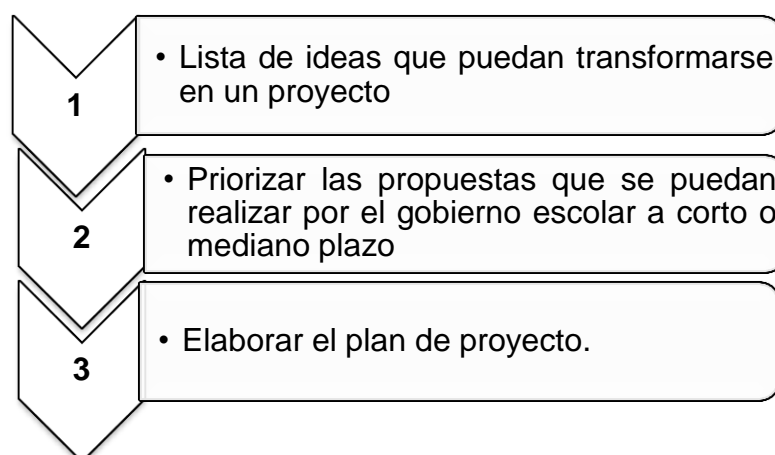 1
• Lista de ideas que puedan transformarse
en un proyecto
2
• Priorizar las propuestas que se puedan
realizar por el gobierno escolar a corto o
mediano plazo
3
• Elaborar el plan de proyecto.